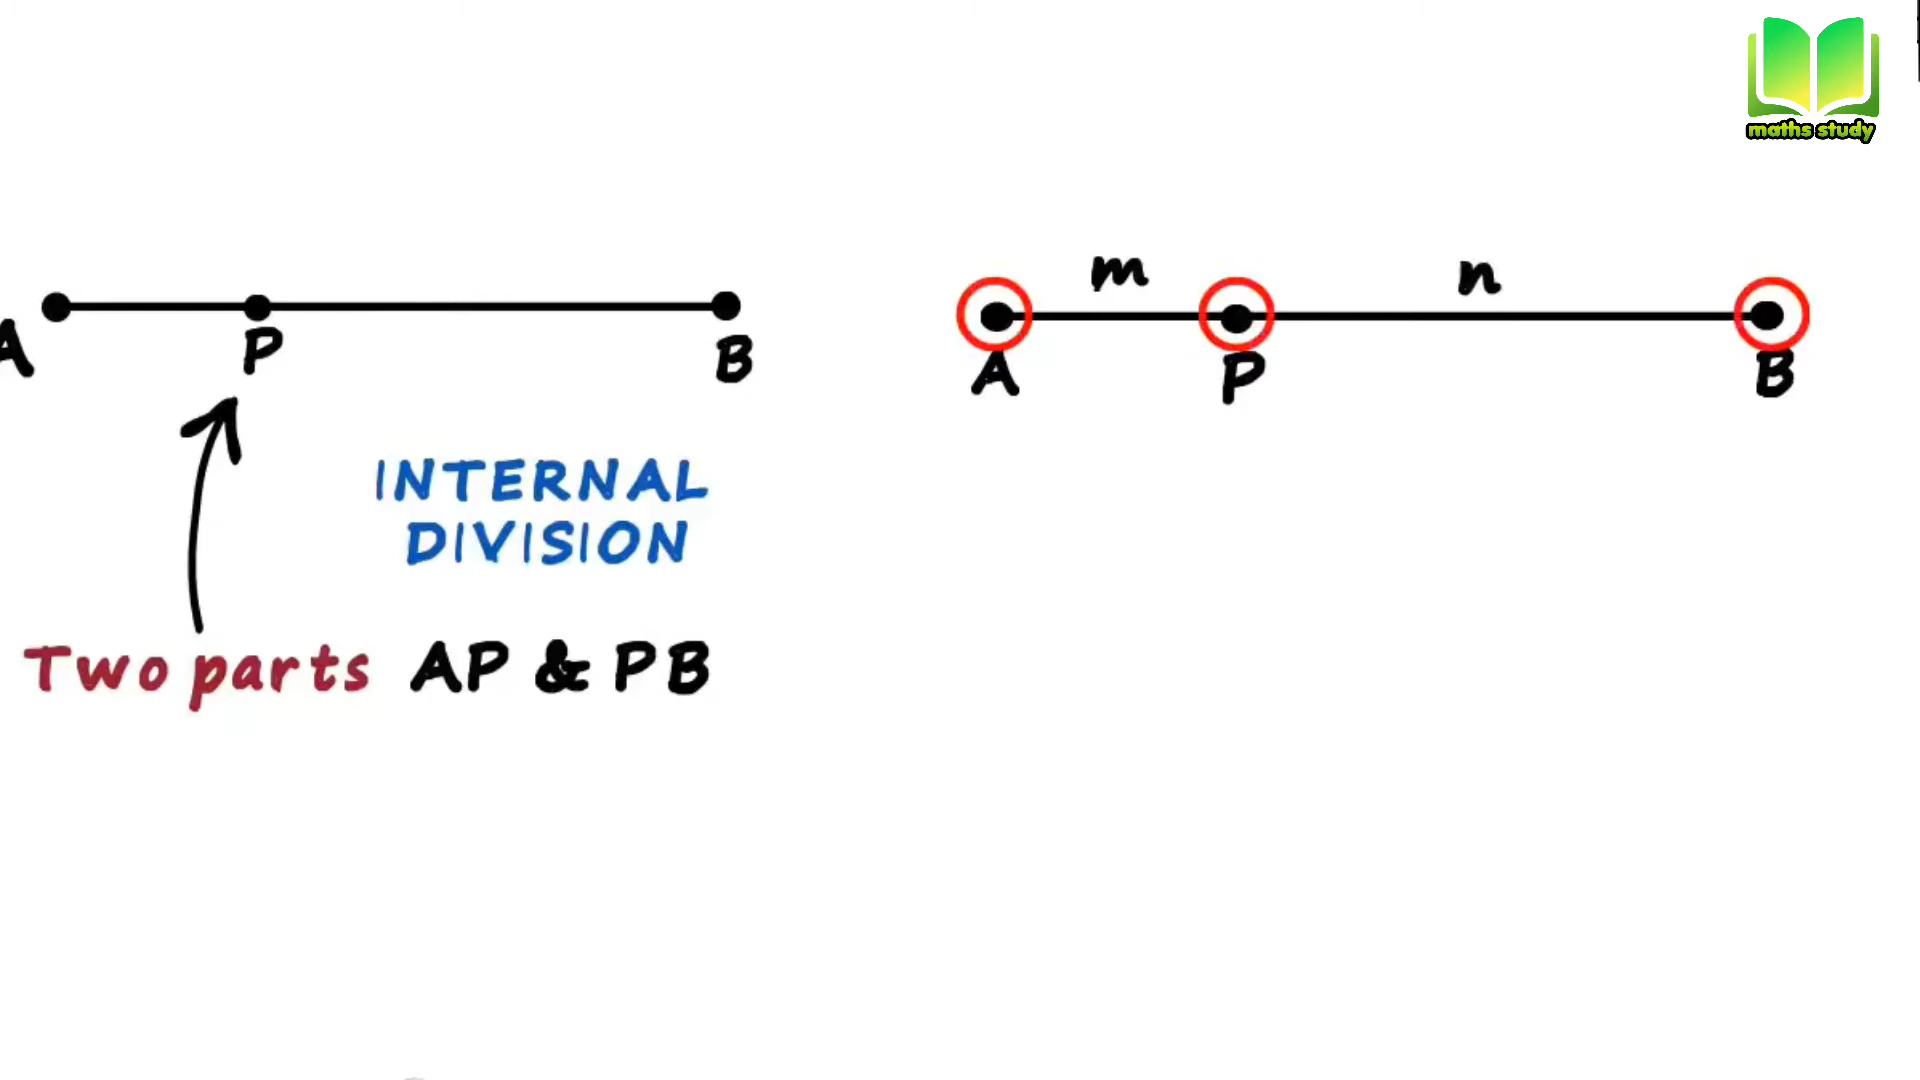 maths study
A P B
m n
A P B
INTERNAL
DIVISION
Two parts AP & PB